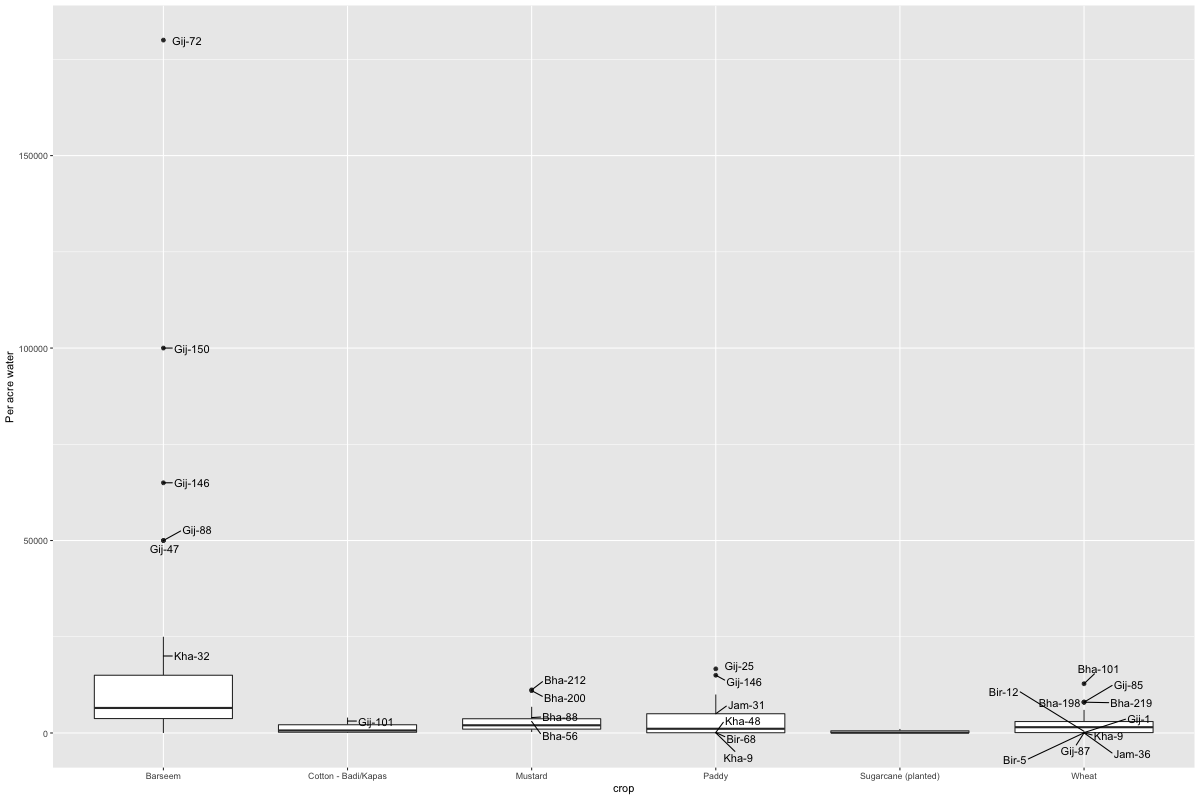 Gij-72
150000
Gij-150
100000
Per acre water
Gij-146
Gij-88
50000
Gij-47
Kha-32
Gij-101
Bha-212
Bha-200
Bha-88
Bha-56
Gij-25
Gij-146
Jam-31
Kha-48
Bir-68
Kha-9
Bha-101
Gij-85
Bir-12
Bha-198
Bha-219
Gij-1
Kha-9
Gij-87
Jam-36
Bir-5
0
Barseem
Cotton - Badi/Kapas
Mustard
Paddy
Sugarcane (planted)
Wheat
crop